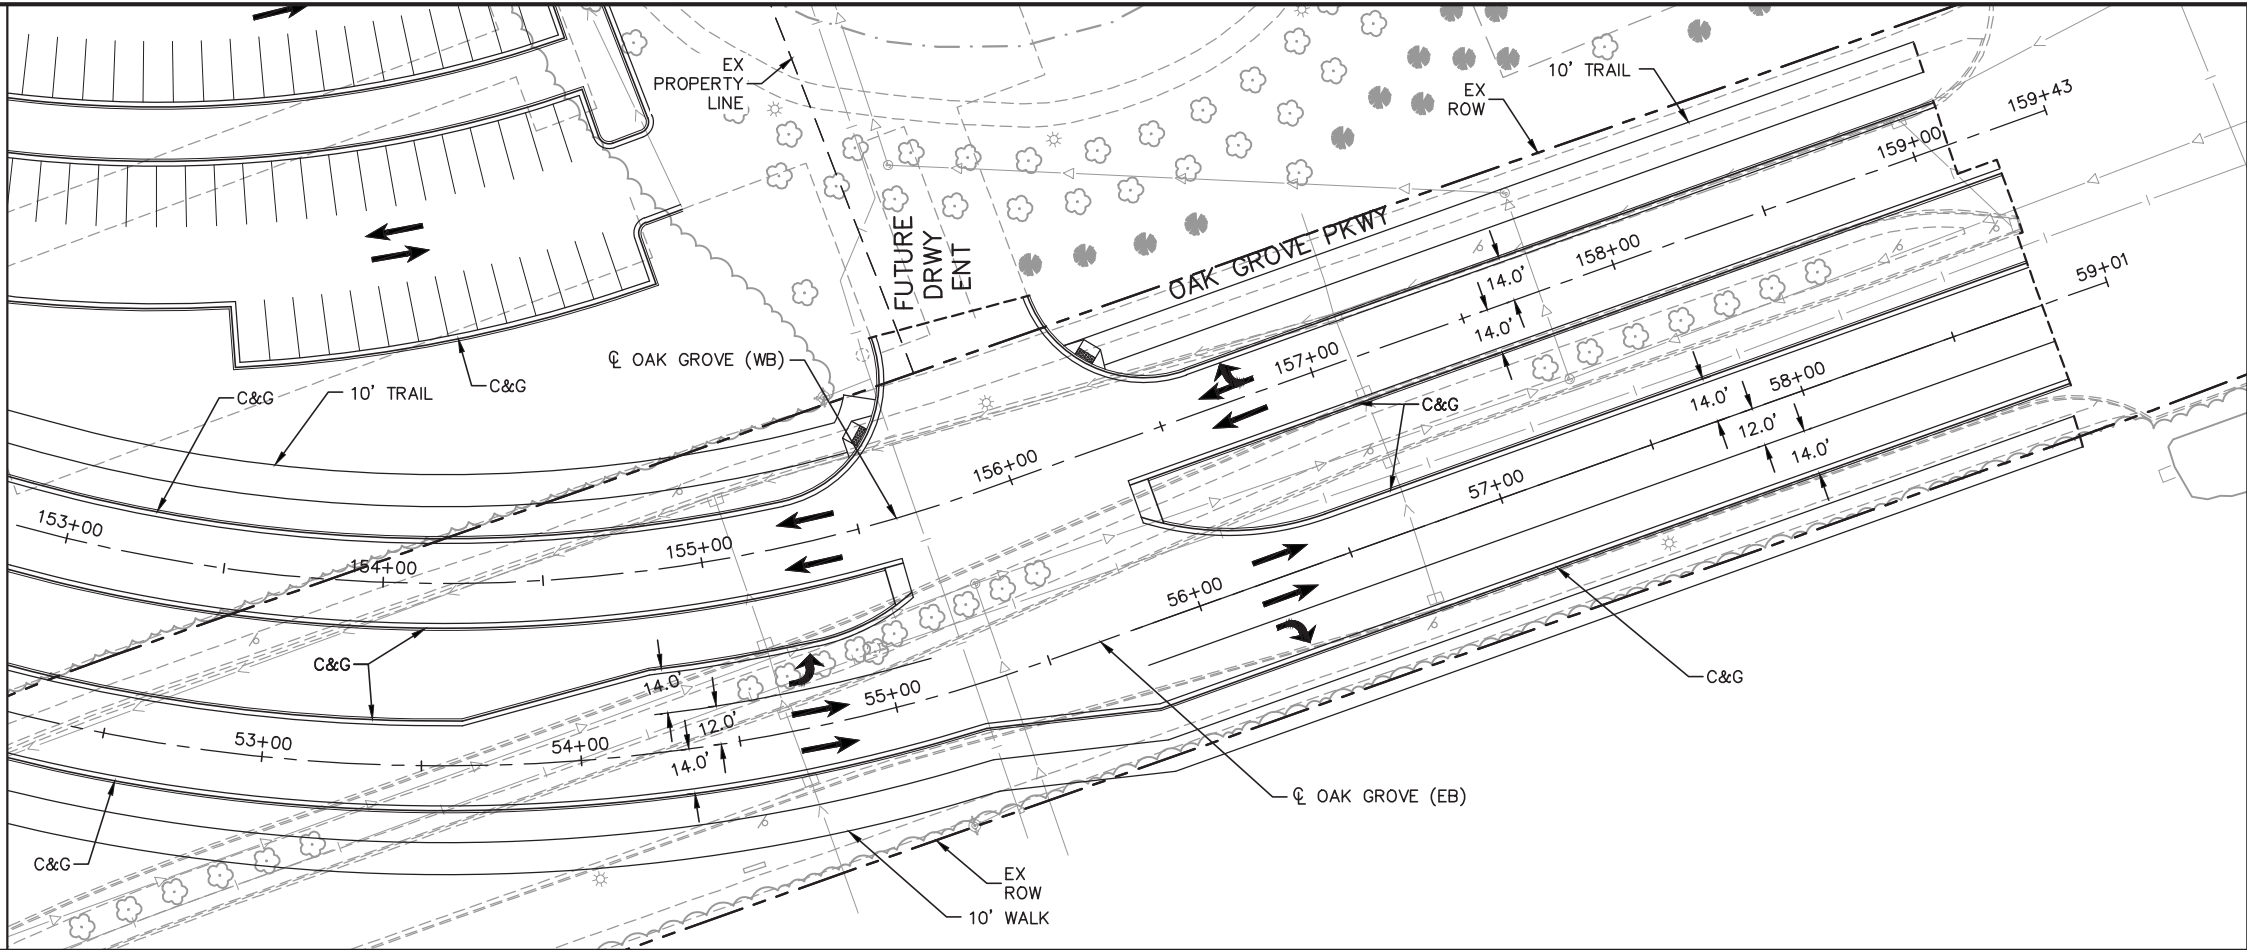 EX
PROPERTY
LINE
10' TRAIL
EX
ROW
159+43
159+00
FUTURE
DRWY
ENT
OAK GROVE PKWY
158+00
14.0'
14.0'
59+01
157+00
℄ OAK GROVE (WB)
C&G
C&G
10' TRAIL
C&G
58+00
14.0'
12.0'
14.0'
156+00
57+00
153+00
155+00
154+00
56+00
C&G
C&G
14.0'
55+00
12.0'
53+00
54+00
14.0'
℄ OAK GROVE (EB)
C&G
EX
ROW
10' WALK